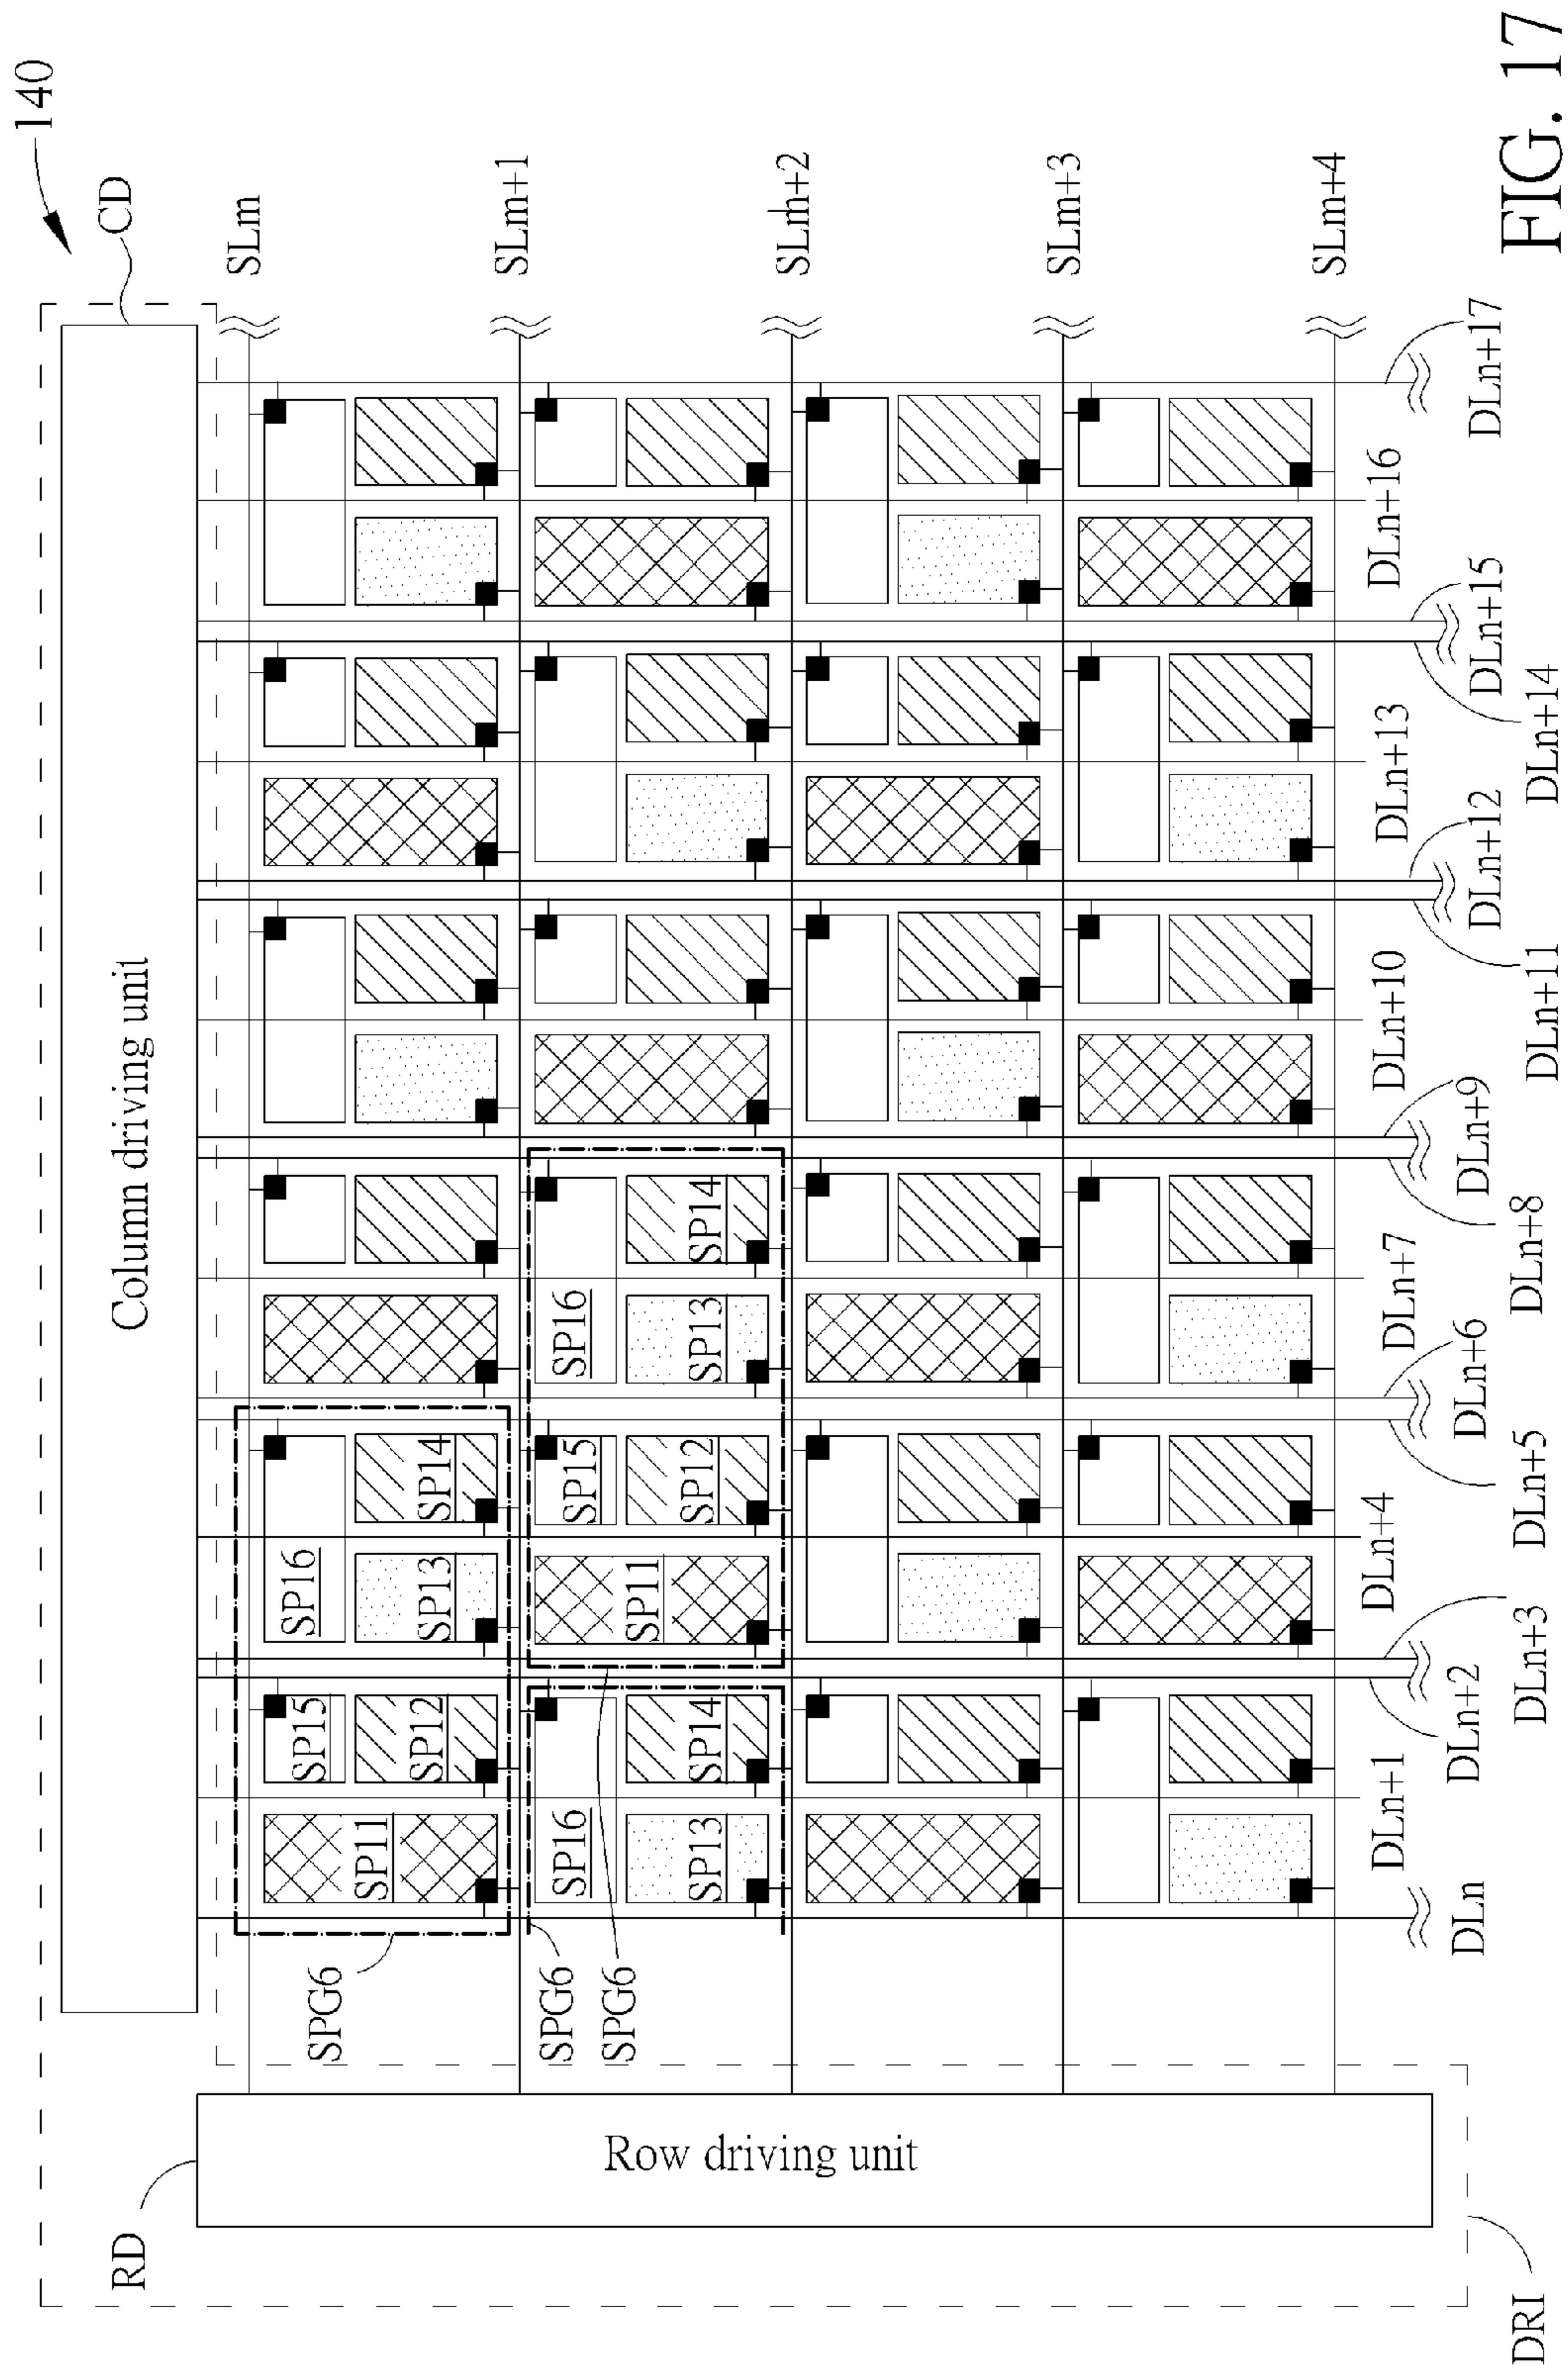 140
CD
Column driving unit
RD
Row driving unit
DRI
SPG6
SPG6
SPG6
SLm
SLm+1
SLm+2
SLm+3
SLm+4
SP11
SP15
SP12
SP16
SP13
SP14
SP16
SP13
SP14
SP11
SP15
SP12
SP16
SP13
SP14
DLn
DLn+1
DLn+2
DLn+3
DLn+4
DLn+5
DLn+6
DLn+7
DLn+8
DLn+9
DLn+10
DLn+11
DLn+12
DLn+13
DLn+14
DLn+15
DLn+16
DLn+17
FIG. 17